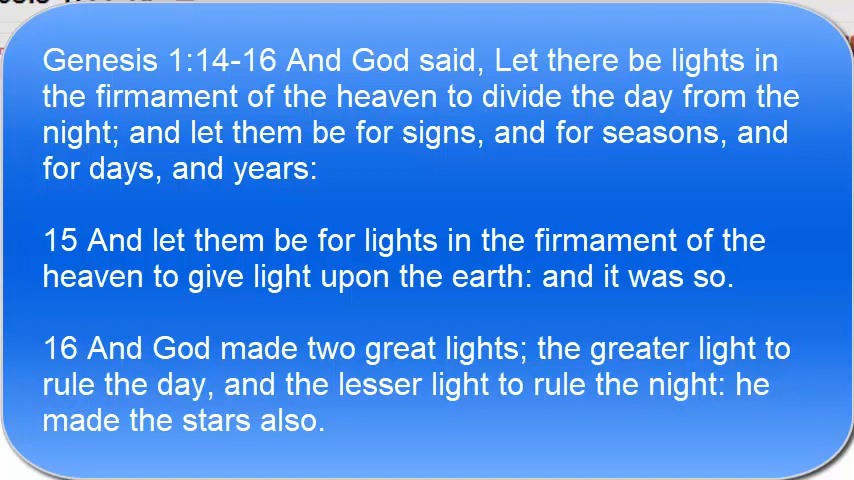 Genesis 1:14-16 And God said, Let there be lights in
the firmament of the heaven to divide the day from the
night; and let them be for signs, and for seasons, and
for days, and years:
15 And let them be for lights in the firmament of the
heaven to give light upon the earth: and it was so.
16 And God made two great lights; the greater light to
rule the day, and the lesser light to rule the night: he
made the stars also.